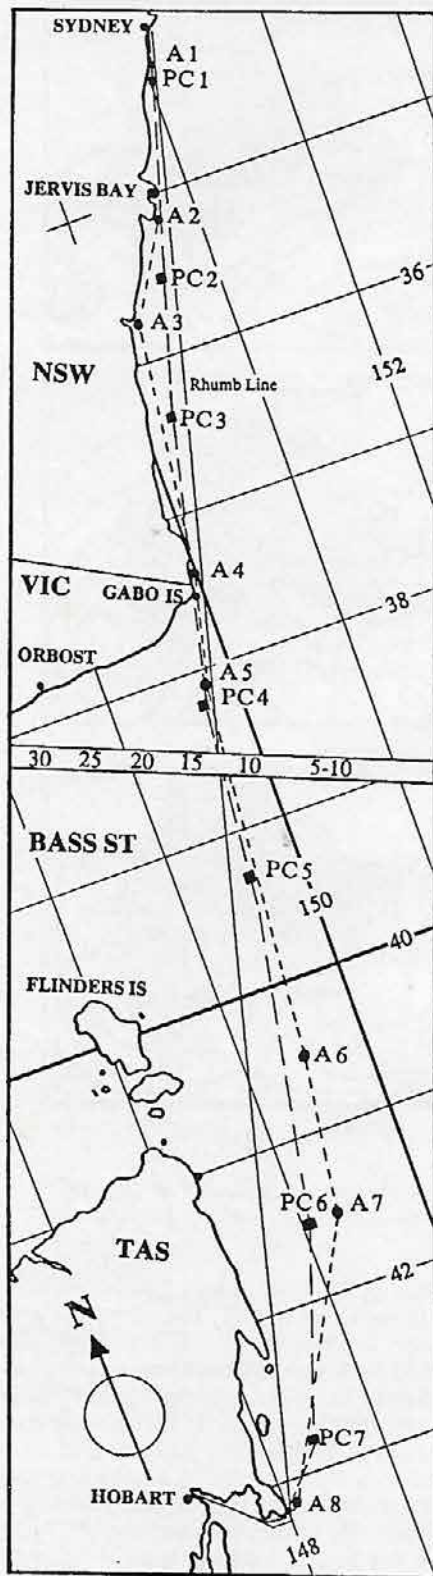 SYDNEY
A1
PC1
JERVIS BAY
A2
PC2
36
A3
NSW
Rhumb Line
152
PC3
A4
VIC
GABO IS
38
ORBOST
A5
PC4
30 25 20 15 10 5-10
BASS ST
PC5
150
40
FLINDERS IS
A6
PC6
A7
TAS
42
N
PC7
HOBART
A8
148